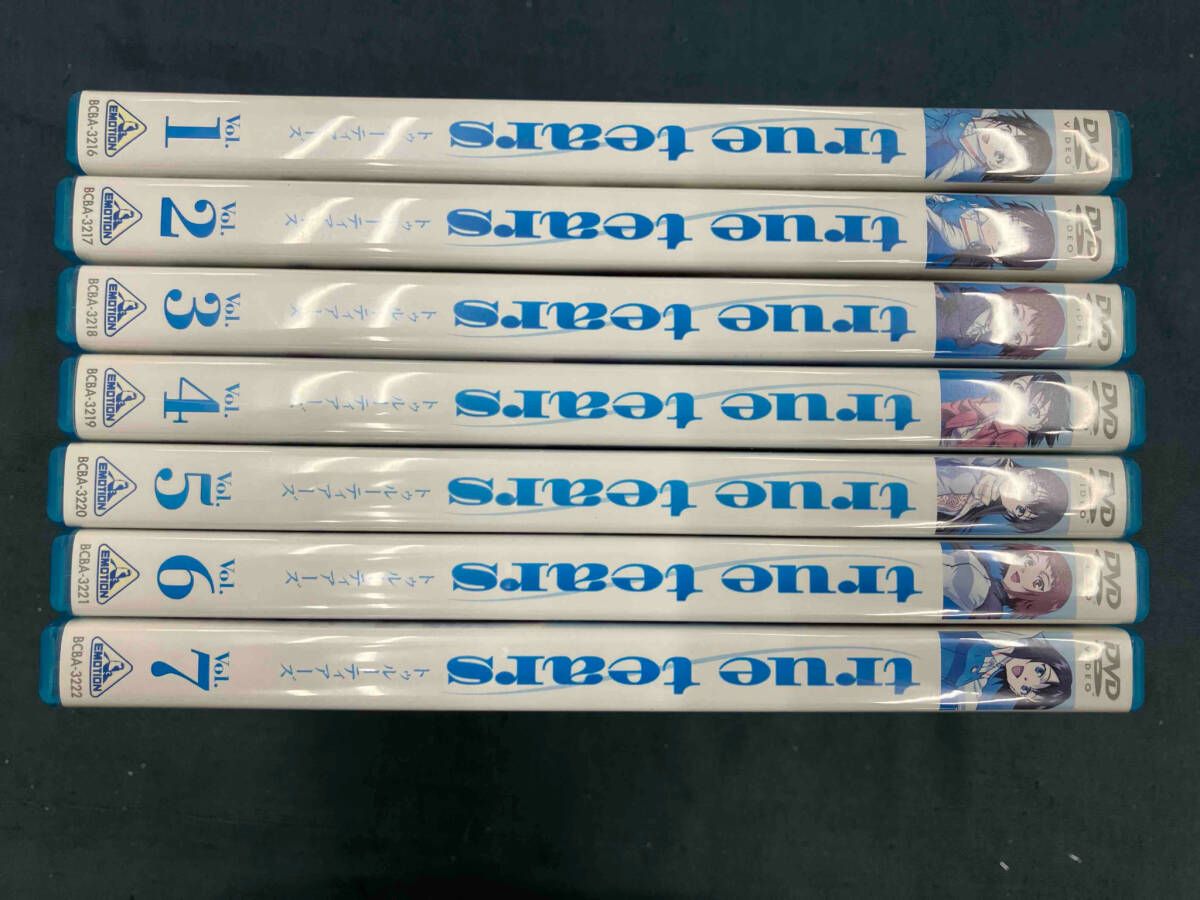 DVD VIDEO true tears トゥルーティアーズ Vol. 1 EMOTION BCBA-3216
DVD VIDEO true tears トゥルーティアーズ Vol. 2 EMOTION BCBA-3217
DVD VIDEO true tears トゥルーティアーズ Vol. 3 EMOTION BCBA-3218
DVD true tears トゥルーティアーズ Vol. 4 EMOTION BCBA-3219
DVD VIDEO true tears トゥルーティアーズ Vol. 5 EMOTION BCBA-3220
DVD true tears トゥルーティアーズ Vol. 6 EMOTION BCBA-3221
DVD VIDEO true tears トゥルーティアーズ Vol. 7 EMOTION BCBA-3222